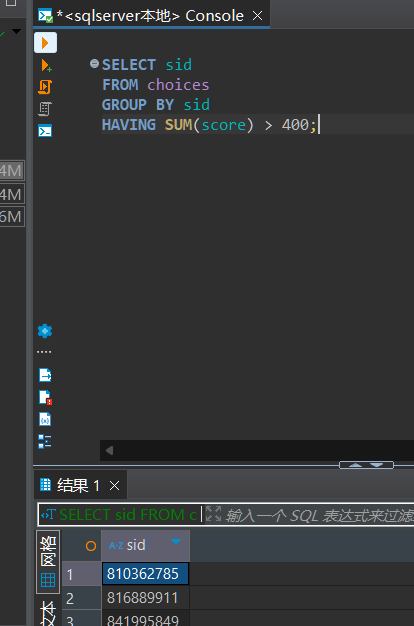 *<sqlserver本地> Console
SELECT sid
FROM choices
GROUP BY sid
HAVING SUM(score) > 400;
4M
4M
6M
结果 1
SELECT sid FROM c
输入一个 SQL 表达式来过滤
网格
文本
A-Z sid
1 810362785
2 816889911
3 841995849